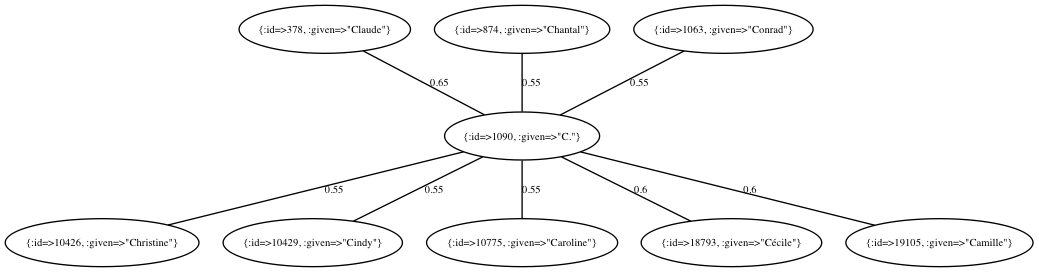 {:id=>378, :given=>"Claude"}
{:id=>874, :given=>"Chantal"}
{:id=>1063, :given=>"Conrad"}
0.65
0.55
0.55
{:id=>1090, :given=>"C."}
0.55
0.55
0.55
0.6
0.6
{:id=>10426, :given=>"Christine"}
{:id=>10429, :given=>"Cindy"}
{:id=>10775, :given=>"Caroline"}
{:id=>18793, :given=>"Cécile"}
{:id=>19105, :given=>"Camille"}